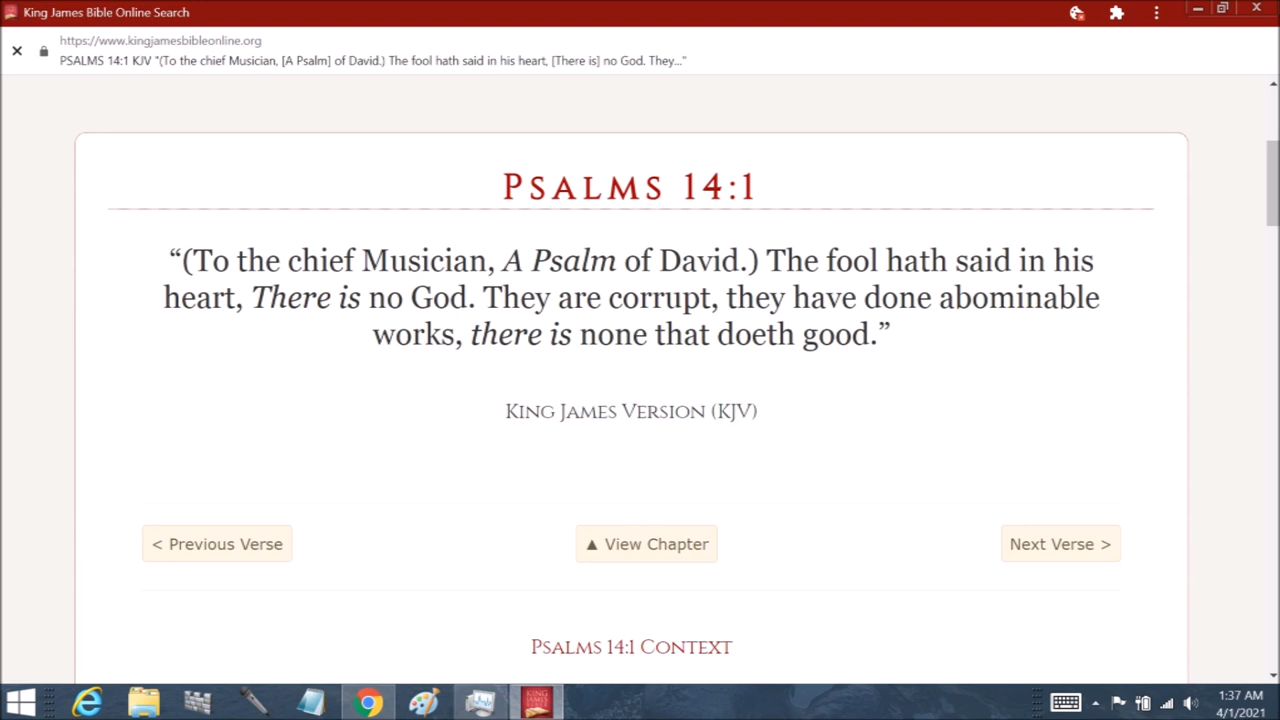 King James Bible Online Search
https://www.kingjamesbibleonline.org
PSALMS 14:1 KJV "(To the chief Musician, [A Psalm] of David.) The fool hath said in his heart, [There is] no God. They..."
PSALMS 14:1
“(To the chief Musician, A Psalm of David.) The fool hath said in his
heart, There is no God. They are corrupt, they have done abominable
works, there is none that doeth good.”
KING JAMES VERSION (KJV)
< Previous Verse
▲ View Chapter
Next Verse >
PSALMS 14:1 CONTEXT
KING JAMES BIBLE
1:37 AM
4/1/2021